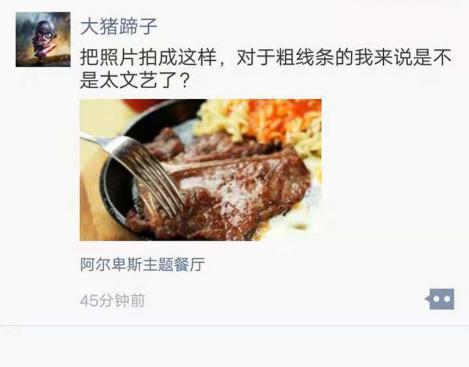 大猪蹄子
把照片拍成这样，对于粗线条的我来说是不
是太文艺了？
阿尔卑斯主题餐厅
45分钟前